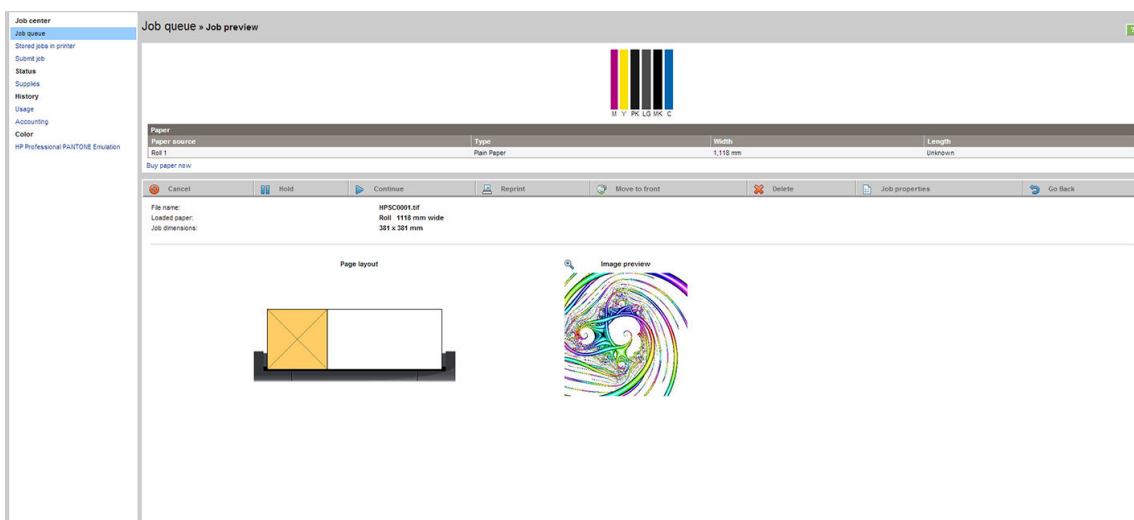 Job center
Job queue
Stored jobs in printer
Submit job
Status
Supplies
History
Usage
Accounting
Color
HP Professional PANTONE Emulation
Job queue » Job preview
M Y PK LG MK C
Paper
Paper source Type Width Length
Roll 1 Plain Paper 1,118 mm Unknown
Buy paper now
Cancel Hold Continue Reprint Move to front Delete Job properties Go Back
File name: HPSC0001.tif
Loaded paper: Roll 1118 mm wide
Job dimensions: 381 x 381 mm
Page layout Image preview